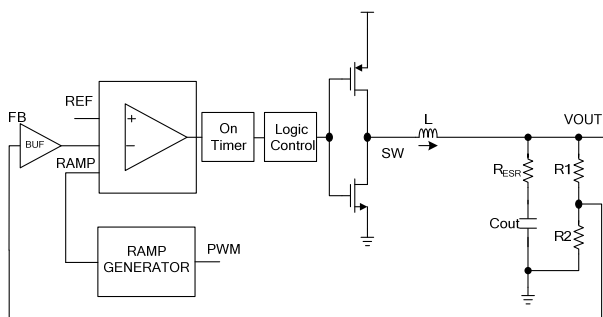 FB
BUF
REF
RAMP
+
−
On
Timer
Logic
Control
SW
L
VOUT
RESR
R1
Cout
R2
RAMP
GENERATOR
PWM